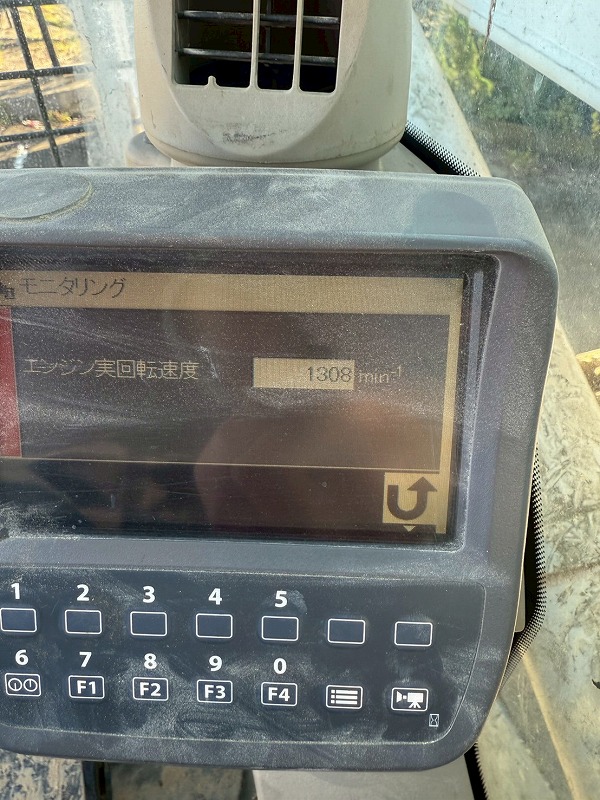 モニタリング
エンジン実回転速度 1308 min-1
1 2 3 4 5
6 7 8 9 0
F1 F2 F3 F4